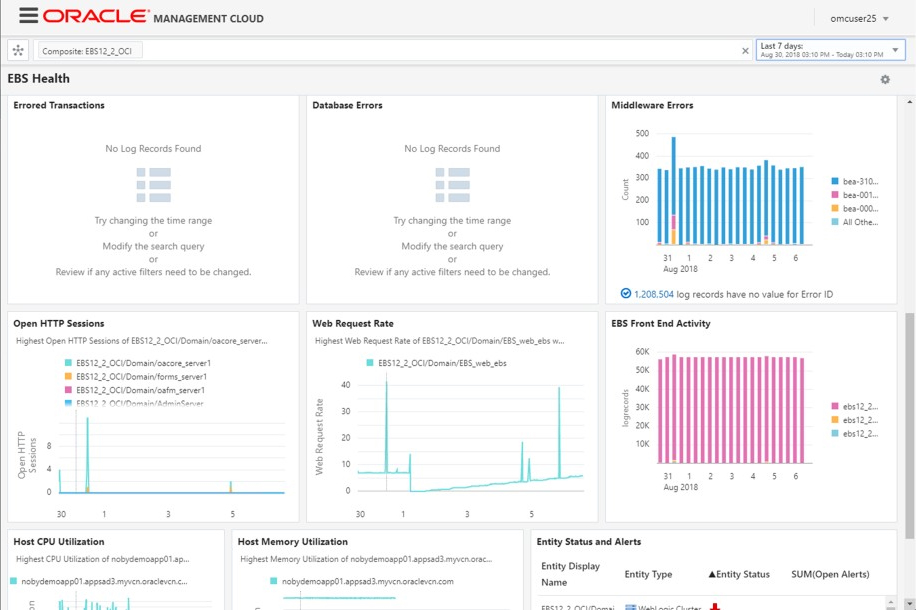 ORACLE® MANAGEMENT CLOUD
omcuser25
Composite: EBS12_2_OCI
Last 7 days:
Aug 30, 2018 03:10 PM - Today 03:10 PM
EBS Health
Errored Transactions
No Log Records Found
Try changing the time range
or
Modify the search query
or
Review if any active filters need to be changed.
Database Errors
No Log Records Found
Try changing the time range
or
Modify the search query
or
Review if any active filters need to be changed.
Middleware Errors
Count
500
400
300
200
100
31 1 2 3 4 5 6
Aug 2018
bea-310...
bea-001...
bea-000...
All Othe...
1,208,504 log records have no value for Error ID
Open HTTP Sessions
Highest Open HTTP Sessions of EBS12_2_OCI/Domain/oacore_server1...
EBS12_2_OCI/Domain/oacore_server1
EBS12_2_OCI/Domain/forms_server1
EBS12_2_OCI/Domain/oafm_server1
EBS12_2_OCI/Domain/AdminServer
Open HTTP
Sessions
8
4
0
30 1 3 5
Web Request Rate
Highest Web Request Rate of EBS12_2_OCI/Domain/EBS_web_ebs w...
EBS12_2_OCI/Domain/EBS_web_ebs
Web Request Rate
40
30
20
10
0
30 1 3 5
EBS Front End Activity
logrecords
60K
50K
40K
30K
20K
10K
31 1 2 3 4 5 6
Aug 2018
ebs12_2...
ebs12_2...
ebs12_2...
Host CPU Utilization
Highest CPU Utilization of nobydemoapp01.ap...
nobydemoapp01.appsad3.myvcn.oraclevcn.c...
Host Memory Utilization
Highest Memory Utilization of nobydemoapp01.appsad3.myvcn.orac...
nobydemoapp01.appsad3.myvcn.oraclevcn.com
Entity Status and Alerts
Entity Display Name
Entity Type
▲Entity Status
SUM(Open Alerts)
EBS12_2_OCI/Domai
WebLogic Cluster